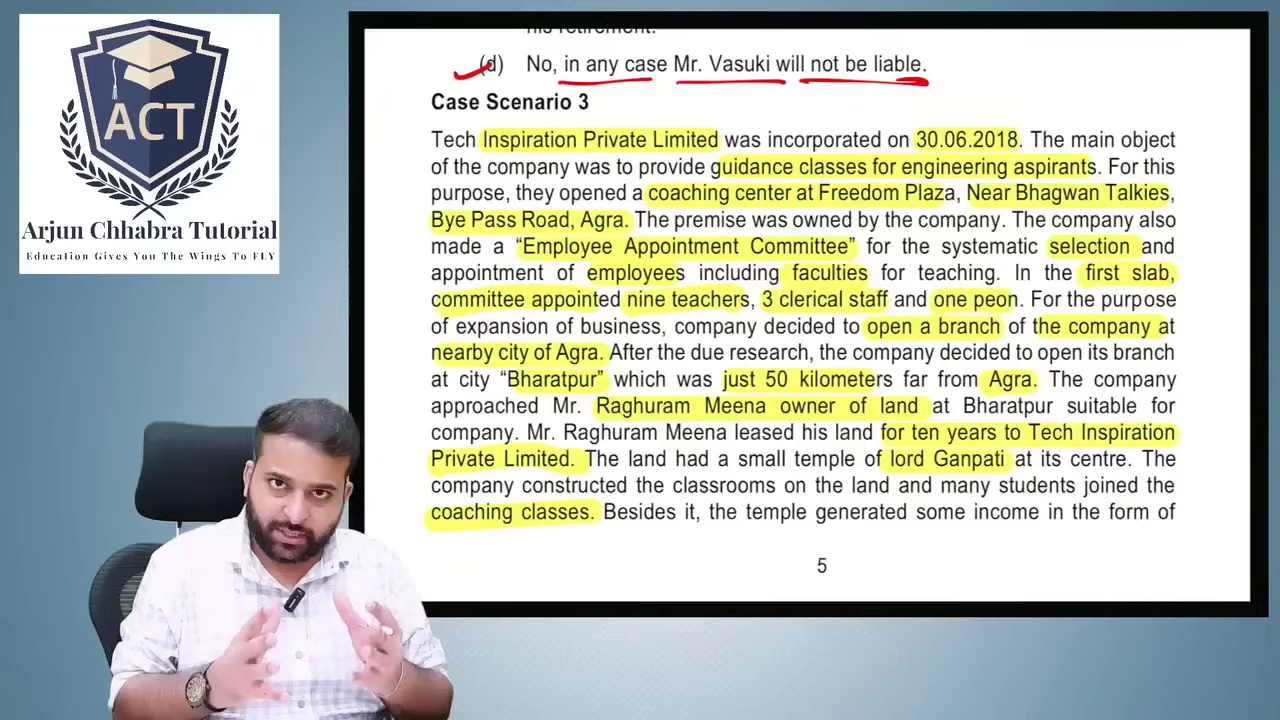 ACT
Arjun Chhabra Tutorial
Education Gives You The Wings To FLY
his retirement.
(d) No, in any case Mr. Vasuki will not be liable.
Case Scenario 3
Tech Inspiration Private Limited was incorporated on 30.06.2018. The main object
of the company was to provide guidance classes for engineering aspirants. For this
purpose, they opened a coaching center at Freedom Plaza, Near Bhagwan Talkies,
Bye Pass Road, Agra. The premise was owned by the company. The company also
made a “Employee Appointment Committee” for the systematic selection and
appointment of employees including faculties for teaching. In the first slab,
committee appointed nine teachers, 3 clerical staff and one peon. For the purpose
of expansion of business, company decided to open a branch of the company at
nearby city of Agra. After the due research, the company decided to open its branch
at city “Bharatpur” which was just 50 kilometers far from Agra. The company
approached Mr. Raghuram Meena owner of land at Bharatpur suitable for
company. Mr. Raghuram Meena leased his land for ten years to Tech Inspiration
Private Limited. The land had a small temple of lord Ganpati at its centre. The
company constructed the classrooms on the land and many students joined the
coaching classes. Besides it, the temple generated some income in the form of
5